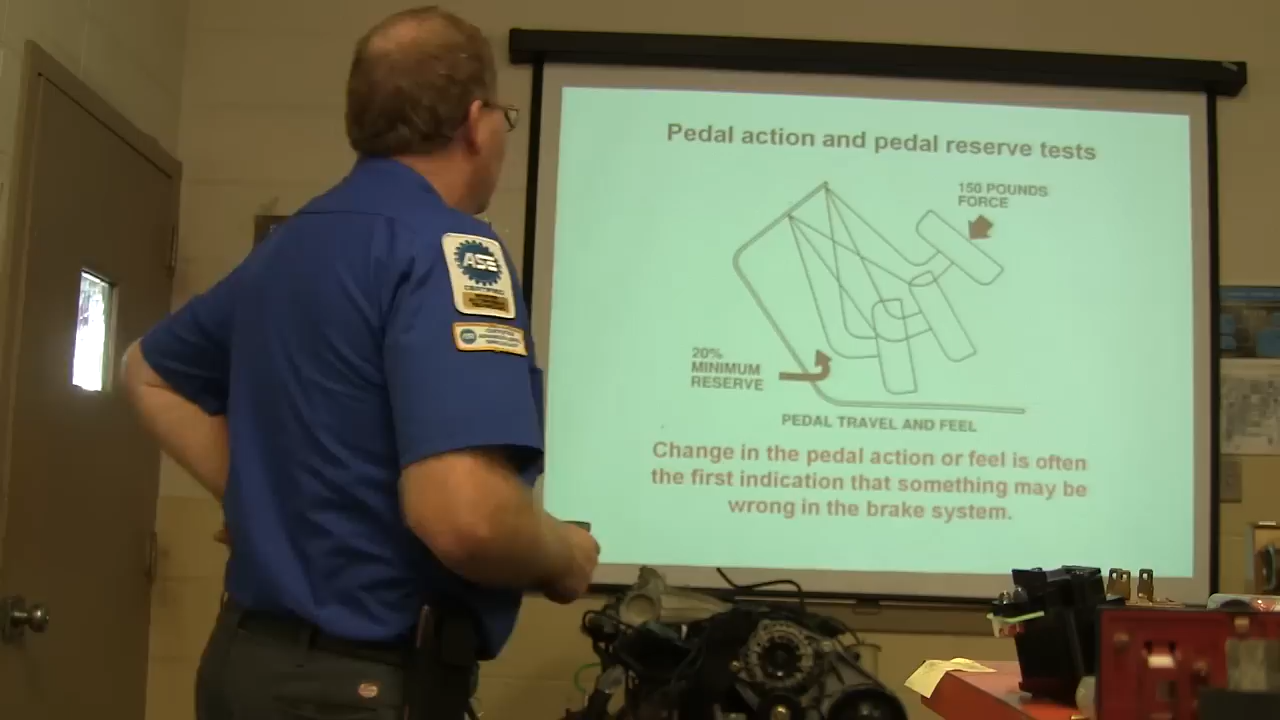 Pedal action and pedal reserve tests
150 POUNDS
FORCE
ASE
CERTIFIED
20%
MINIMUM
RESERVE
PEDAL TRAVEL AND FEEL
Change in the pedal action or feel is often
the first indication that something may be
wrong in the brake system.